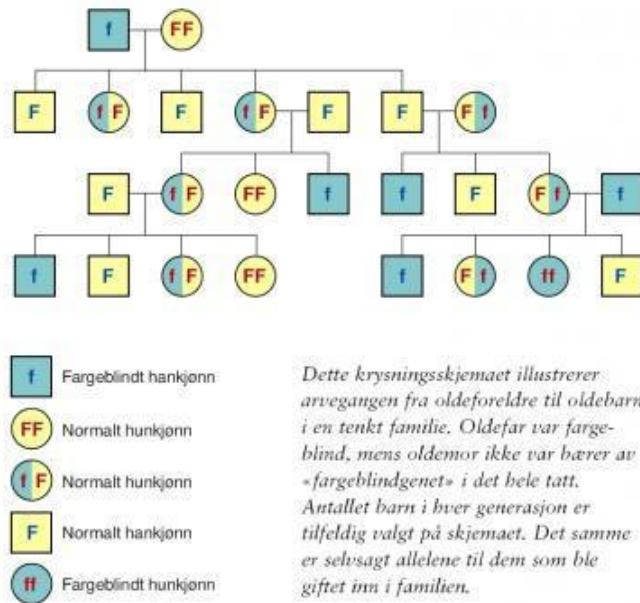 f FF
F f F F f F F F F f
F f F FF f f F F f f
f F f F FF f F f ff F
f Fargeblindt hankjønn
FF Normalt hunkjønn
f F Normalt hunkjønn
F Normalt hankjønn
ff Fargeblindt hunkjønn
Dette krysningsskjemaet illustrerer
arvegangen fra oldeforeldre til oldebarn
i en tenkt familie. Oldefar var farge-
blind, mens oldemor ikke var bærer av
«fargeblindgenet» i det hele tatt.
Antallet barn i hver generasjon er
tilfeldig valgt på skjemaet. Det samme
er selvsagt allelene til dem som ble
giftet inn i familien.